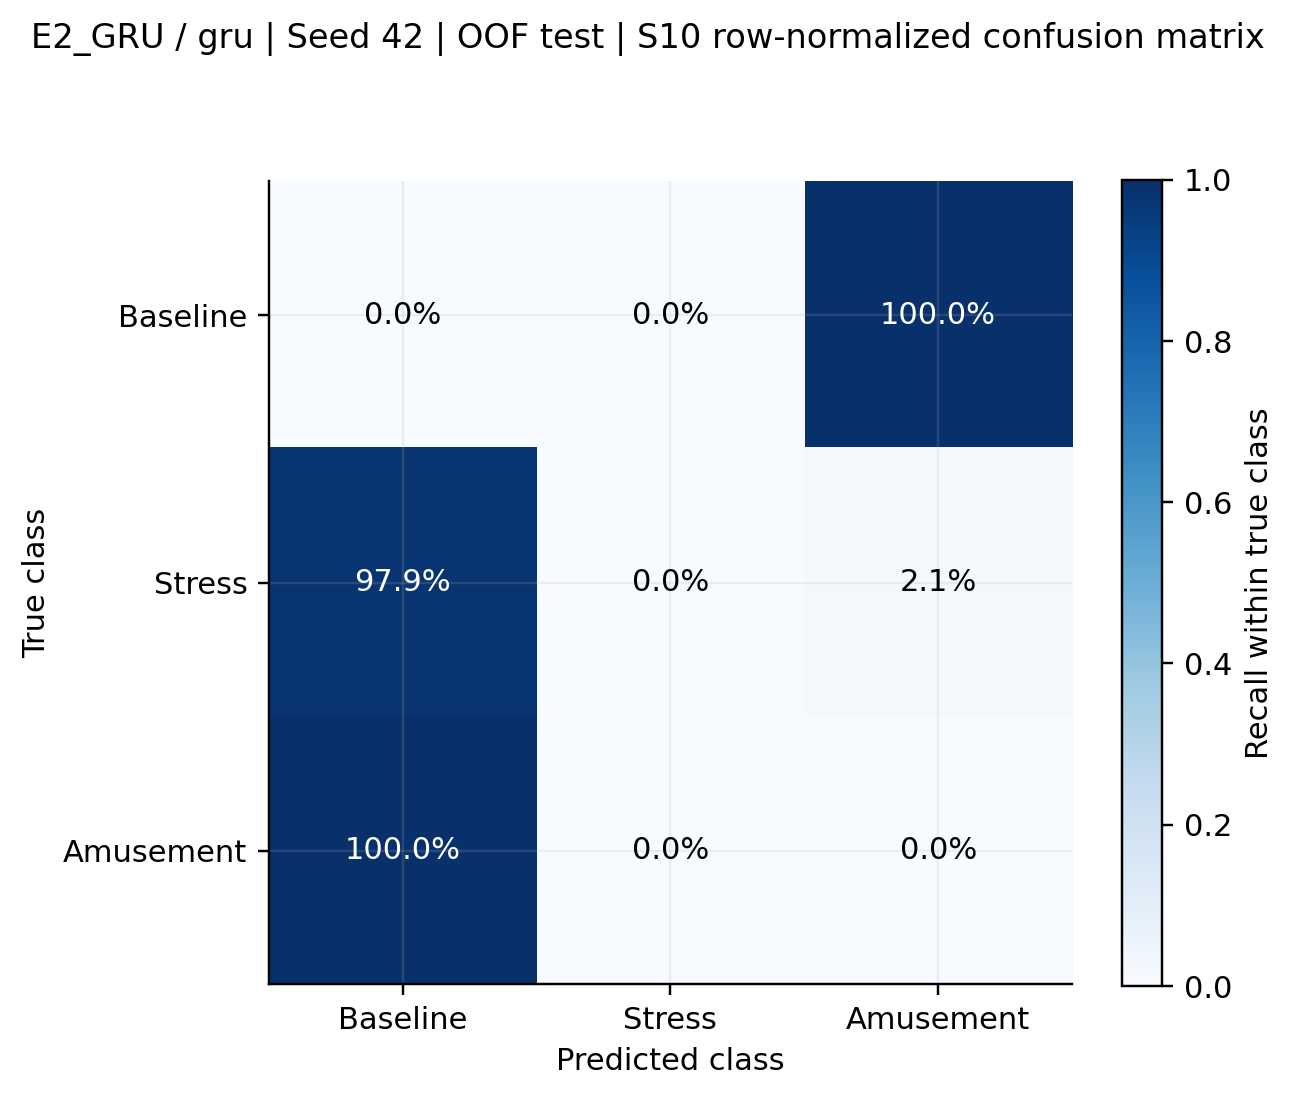 E2_GRU / gru | Seed 42 | OOF test | S10 row-normalized confusion matrix
1.0
0.8
0.6
0.4
0.2
0.0
Recall within true class
True class
Baseline
0.0%
0.0%
100.0%
Stress
97.9%
0.0%
2.1%
Amusement
100.0%
0.0%
0.0%
Baseline
Stress
Amusement
Predicted class